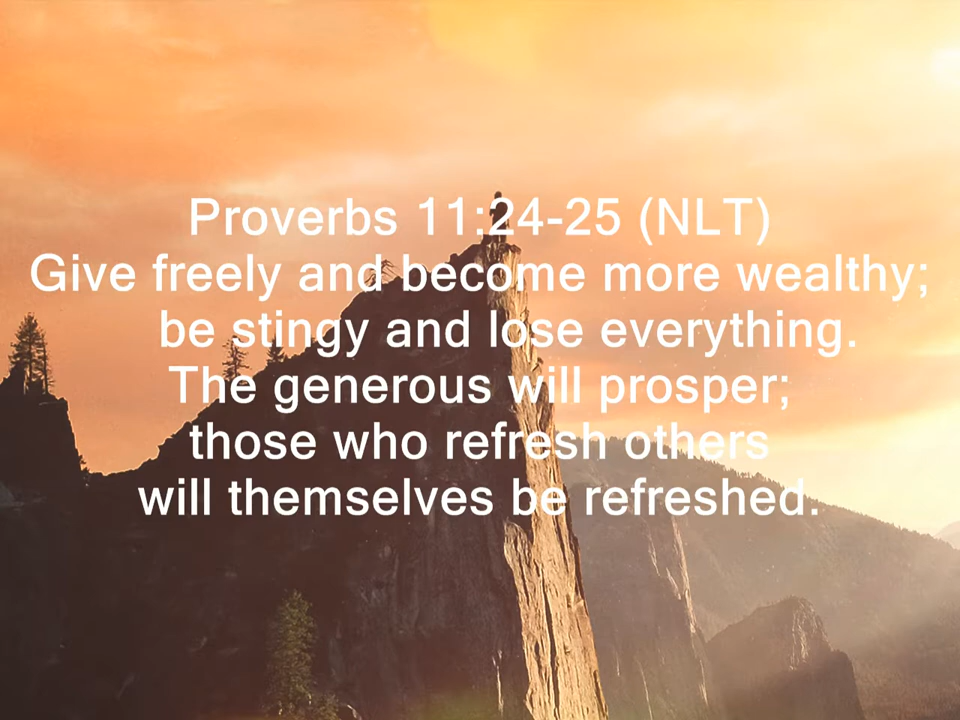 Proverbs 11:24-25 (NLT)
Give freely and become more wealthy;
be stingy and lose everything.
The generous will prosper;
those who refresh others
will themselves be refreshed.